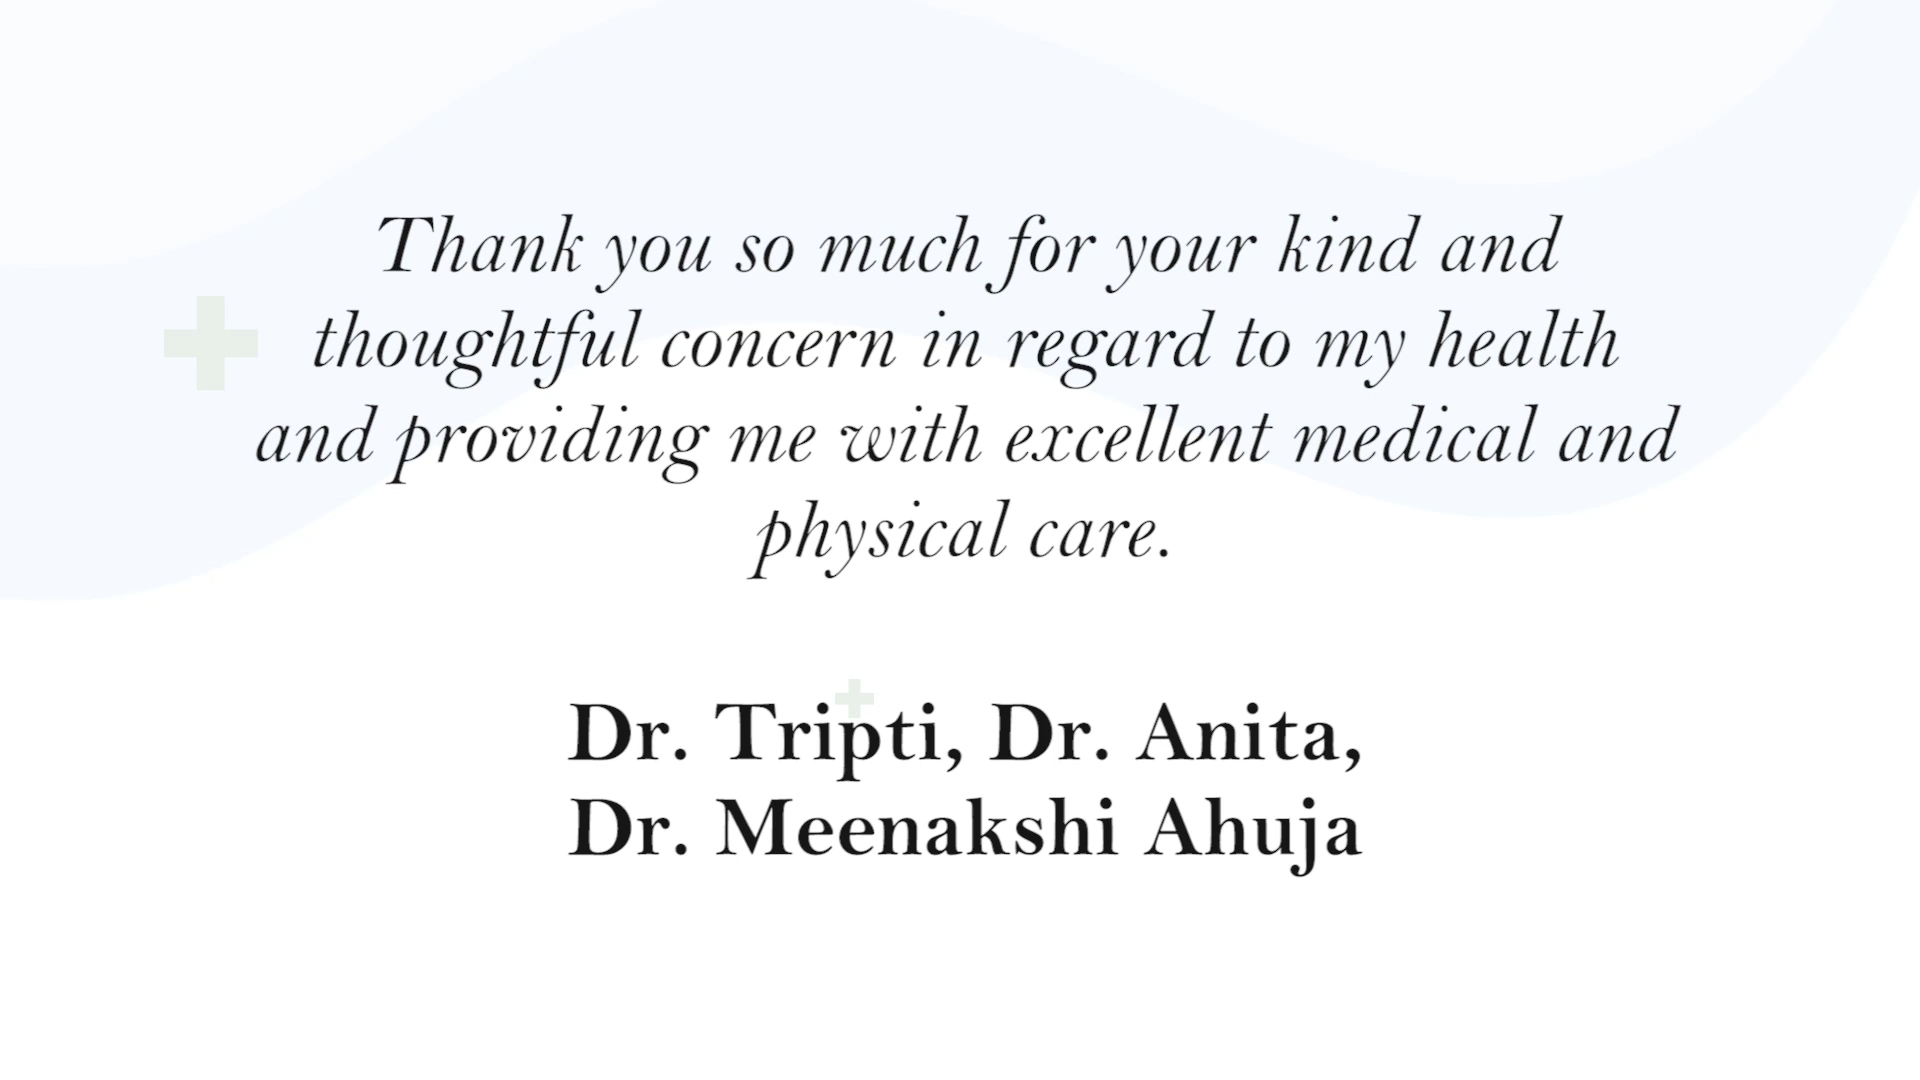 Thank you so much for your kind and
thoughtful concern in regard to my health
and providing me with excellent medical and
physical care.
Dr. Tripti, Dr. Anita,
Dr. Meenakshi Ahuja